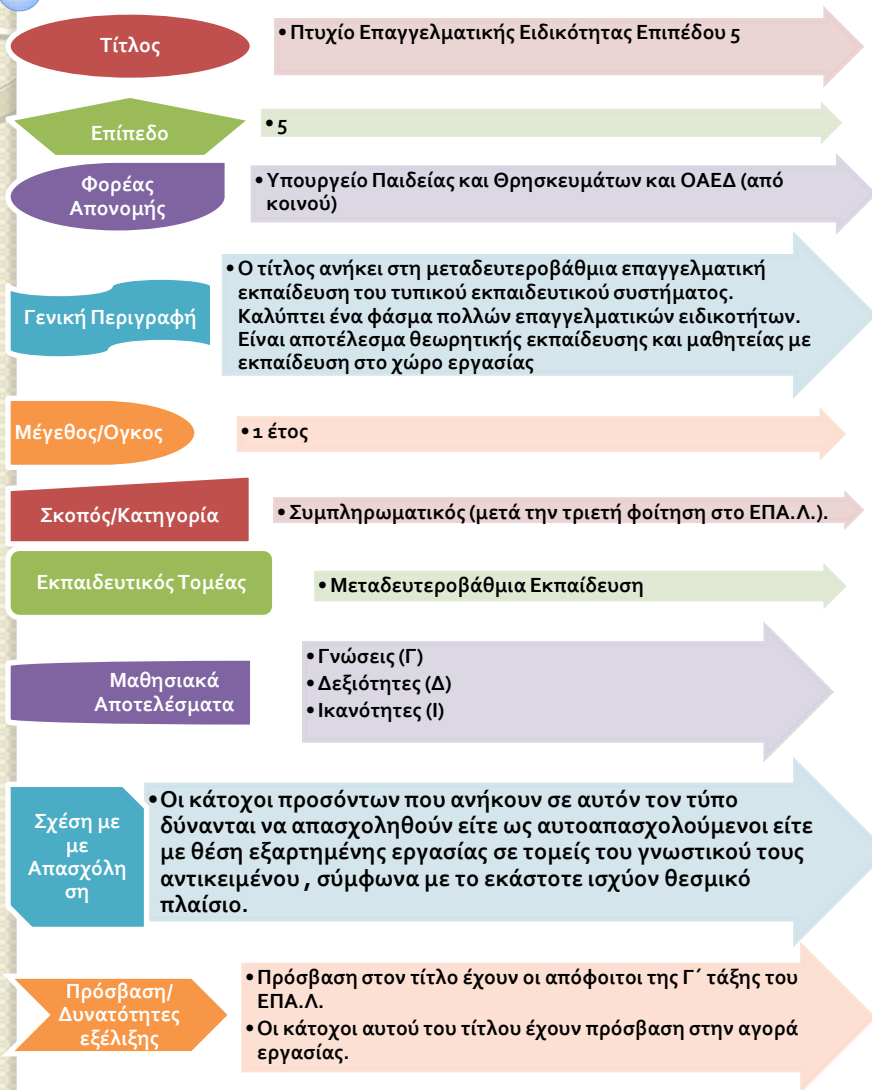 Τίτλος
• Πτυχίο Επαγγελματικής Ειδικότητας Επιπέδου 5
Επίπεδο
• 5
Φορέας
Απονομής
• Υπουργείο Παιδείας και Θρησκευμάτων και ΟΑΕΔ (από
κοινού)
Γενική Περιγραφή
• Ο τίτλος ανήκει στη μεταδευτεροβάθμια επαγγελματική
εκπαίδευση του τυπικού εκπαιδευτικού συστήματος.
Καλύπτει ένα φάσμα πολλών επαγγελματικών ειδικοτήτων.
Είναι αποτέλεσμα θεωρητικής εκπαίδευσης και μαθητείας με
εκπαίδευση στο χώρο εργασίας
Μέγεθος/Ογκος
• 1 έτος
Σκοπός/Κατηγορία
• Συμπληρωματικός (μετά την τριετή φοίτηση στο ΕΠΑ.Λ.).
Εκπαιδευτικός Τομέας
• Μεταδευτεροβάθμια Εκπαίδευση
Μαθησιακά
Αποτελέσματα
• Γνώσεις (Γ)
• Δεξιότητες (Δ)
• Ικανότητες (Ι)
Σχέση με
με
Απασχόλη
ση
• Οι κάτοχοι προσόντων που ανήκουν σε αυτόν τον τύπο
δύνανται να απασχοληθούν είτε ως αυτοαπασχολούμενοι είτε
με θέση εξαρτημένης εργασίας σε τομείς του γνωστικού τους
αντικειμένου , σύμφωνα με το εκάστοτε ισχύον θεσμικό
πλαίσιο.
Πρόσβαση/
Δυνατότητες
εξέλιξης
• Πρόσβαση στον τίτλο έχουν οι απόφοιτοι της Γ΄ τάξης του
ΕΠΑ.Λ.
• Οι κάτοχοι αυτού του τίτλου έχουν πρόσβαση στην αγορά
εργασίας.